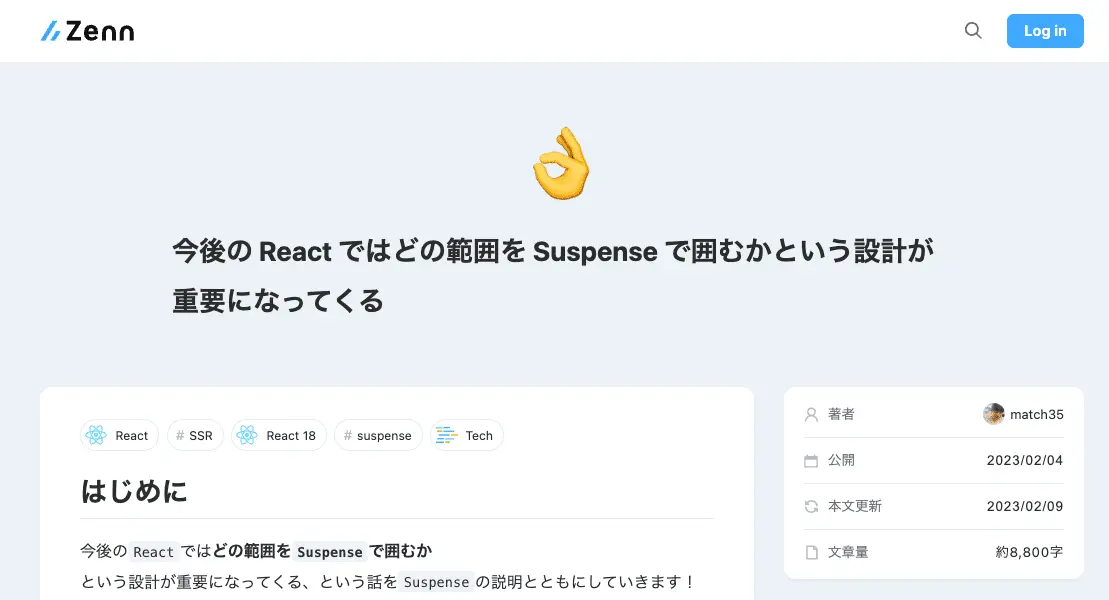 Zenn
Log in
今後の React ではどの範囲を Suspense で囲むかという設計が
重要になってくる
React
# SSR
React 18
# suspense
Tech
はじめに
今後の React ではどの範囲を Suspense で囲むか
という設計が重要になってくる、という話を Suspense の説明とともにしていきます！
著者 match35
公開 2023/02/04
本文更新 2023/02/09
文章量 約8,800字